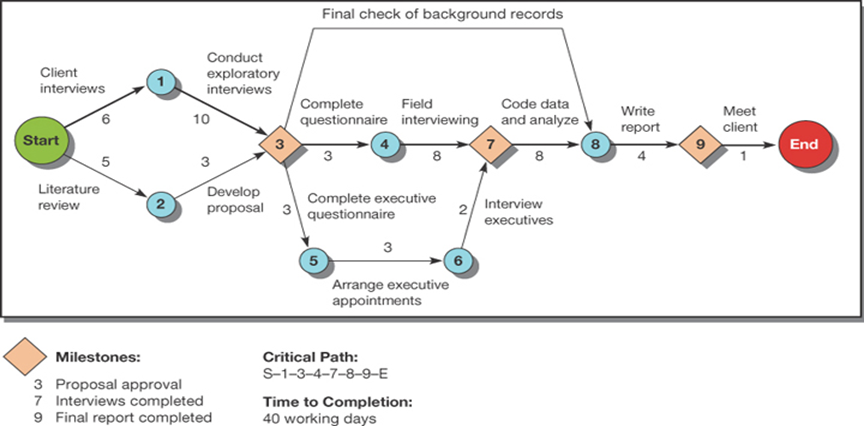 Final check of background records
Client
interviews
6
1
Conduct
exploratory
interviews
10
Start
5
Literature
review
2
3
Develop
proposal
3
Complete
questionnaire
3
4
Field
interviewing
8
7
Code data
and analyze
8
8
Write
report
4
9
Meet
client
1
End
3
Complete executive
questionnaire
5
3
Arrange executive
appointments
6
2
Interview
executives
Milestones:
3 Proposal approval
7 Interviews completed
9 Final report completed
Critical Path:
S–1–3–4–7–8–9–E
Time to Completion:
40 working days